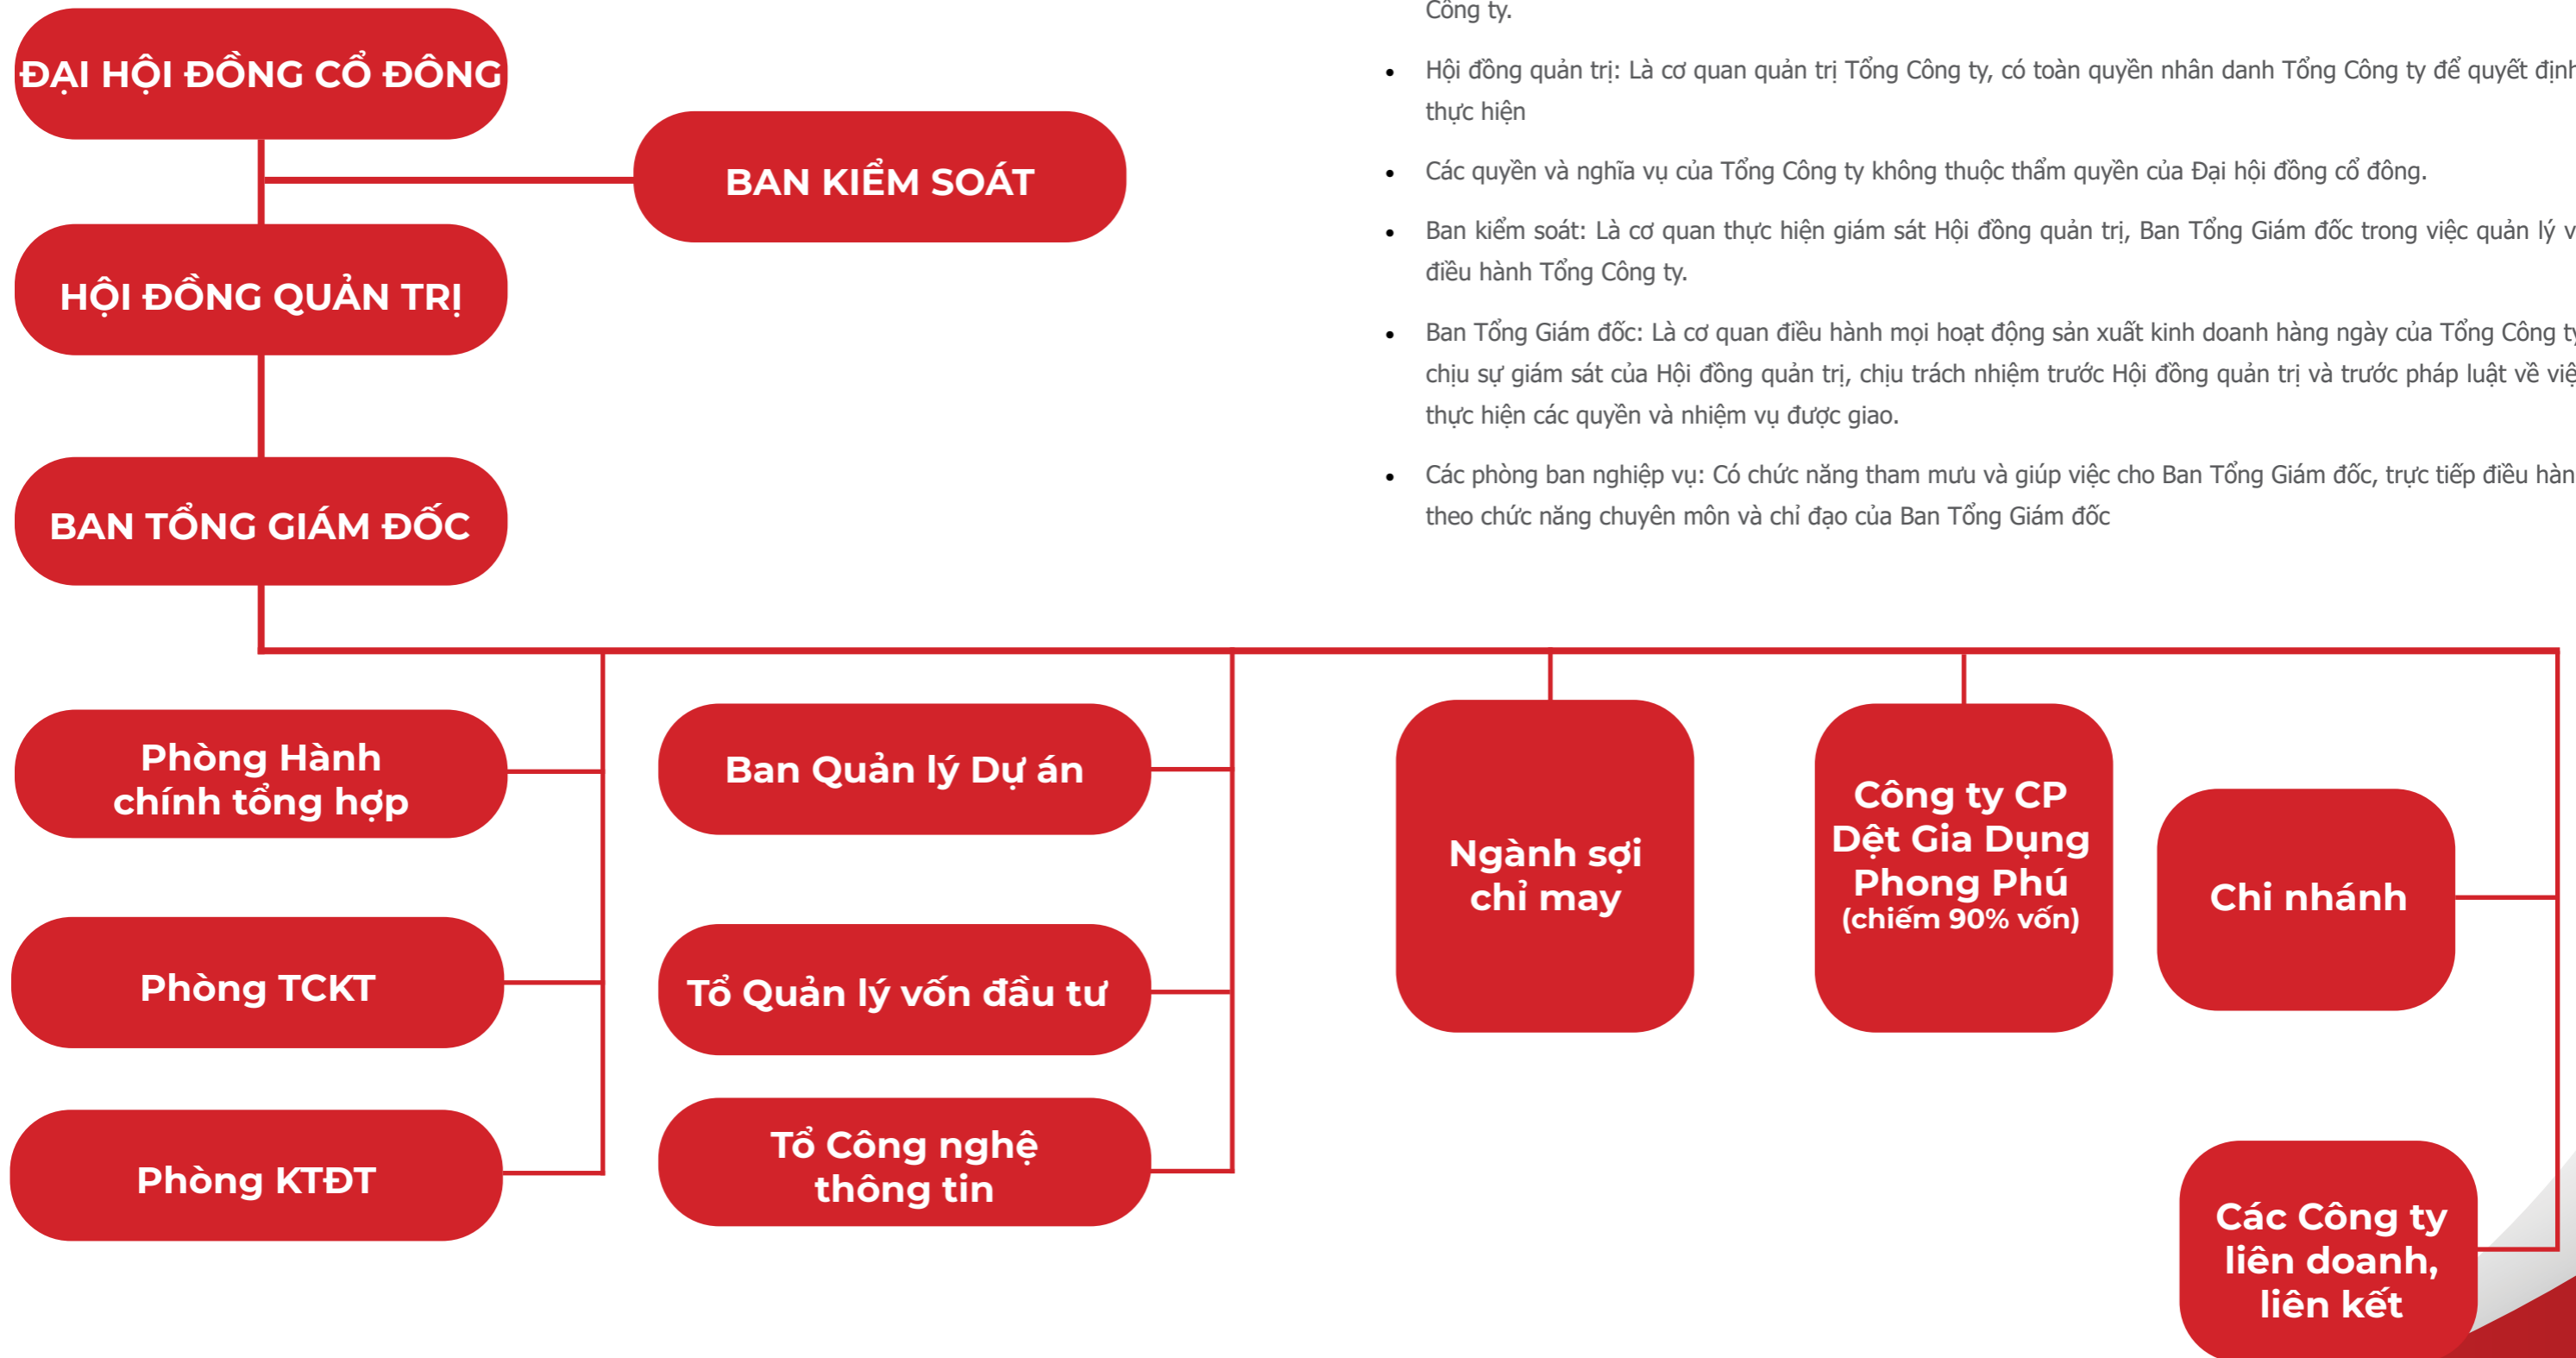 ĐẠI HỘI ĐỒNG CỔ ĐÔNG
BAN KIỂM SOÁT
HỘI ĐỒNG QUẢN TRỊ
BAN TỔNG GIÁM ĐỐC
Công ty.
• Hội đồng quản trị: Là cơ quan quản trị Tổng Công ty, có toàn quyền nhân danh Tổng Công ty để quyết định
thực hiện
• Các quyền và nghĩa vụ của Tổng Công ty không thuộc thẩm quyền của Đại hội đồng cổ đông.
• Ban kiểm soát: Là cơ quan thực hiện giám sát Hội đồng quản trị, Ban Tổng Giám đốc trong việc quản lý
điều hành Tổng Công ty.
• Ban Tổng Giám đốc: Là cơ quan điều hành mọi hoạt động sản xuất kinh doanh hàng ngày của Tổng Công ty
chịu sự giám sát của Hội đồng quản trị, chịu trách nhiệm trước Hội đồng quản trị và trước pháp luật về
thực hiện các quyền và nhiệm vụ được giao.
• Các phòng ban nghiệp vụ: Có chức năng tham mưu và giúp việc cho Ban Tổng Giám đốc, trực tiếp điều
theo chức năng chuyên môn và chỉ đạo của Ban Tổng Giám đốc
Phòng Hành
chính tổng hợp
Phòng TCKT
Phòng KTĐT
Ban Quản lý Dự án
Tổ Quản lý vốn đầu tư
Tổ Công nghệ
thông tin
Ngành sợi
chỉ may
Công ty CP
Dệt Gia Dụng
Phong Phú
(chiếm 90% vốn)
Chi nhánh
Các Công ty
liên doanh,
liên kết